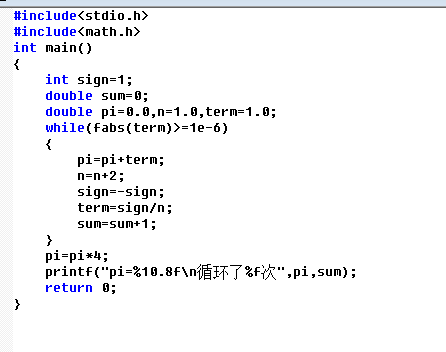 #include<stdio.h>
#include<math.h>
int main()
{
    int sign=1;
    double sum=0;
    double pi=0.0,n=1.0,term=1.0;
    while(fabs(term)>=1e-6)
    {
        pi=pi+term;
        n=n+2;
        sign=-sign;
        term=sign/n;
        sum=sum+1;
    }
    pi=pi*4;
    printf("pi=%10.8f\n循环了%f次",pi,sum);
    return 0;
}